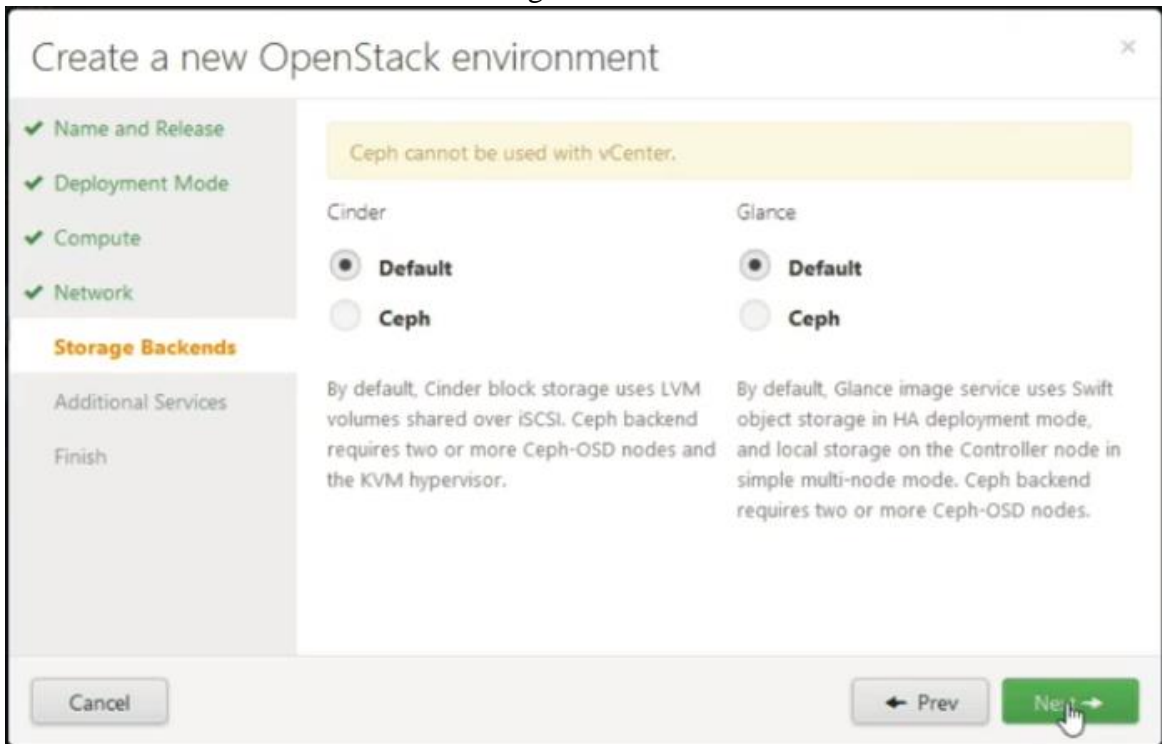 Create a new OpenStack environment
×
✔ Name and Release
✔ Deployment Mode
✔ Compute
✔ Network
Storage Backends
Additional Services
Finish
Ceph cannot be used with vCenter.
Cinder
Default
Ceph
By default, Cinder block storage uses LVM
volumes shared over iSCSI. Ceph backend
requires two or more Ceph-OSD nodes and
the KVM hypervisor.
Glance
Default
Ceph
By default, Glance image service uses Swift
object storage in HA deployment mode,
and local storage on the Controller node in
simple multi-node mode. Ceph backend
requires two or more Ceph-OSD nodes.
Cancel
← Prev
Next →